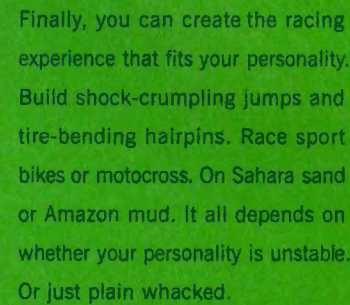 Finally, you can create the racing
experience that fits your personality.
Build shock-crumpling jumps and
tire-bending hairpins. Race sport
bikes or motocross. On Sahara sand
or Amazon mud. It all depends on
whether your personality is unstable.
Or just plain whacked.